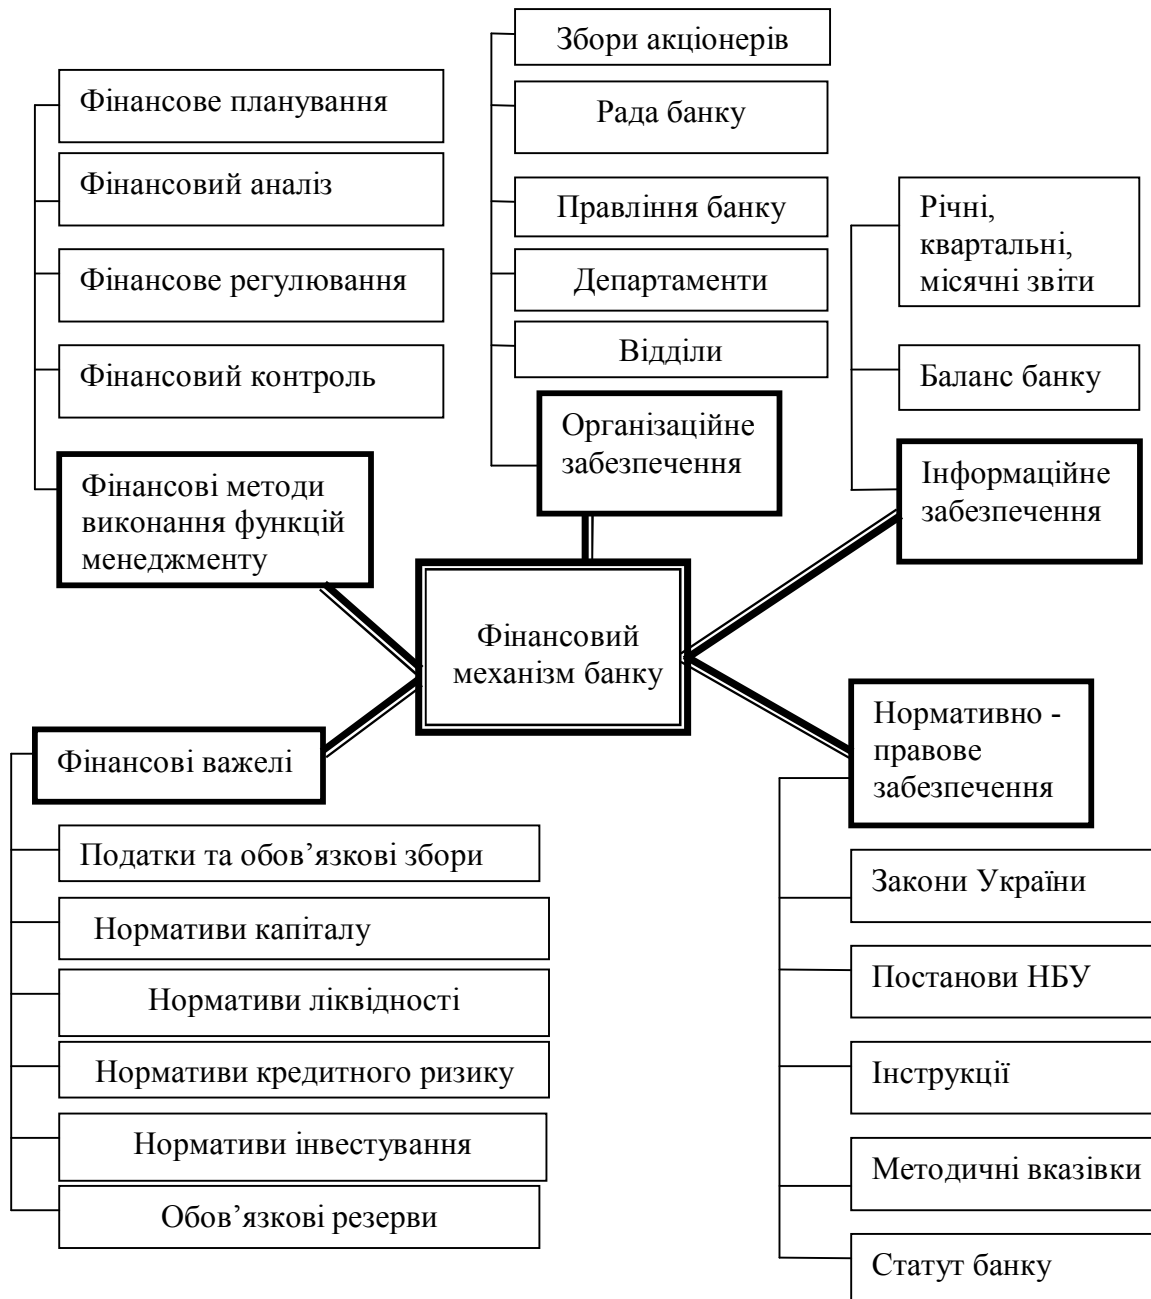 Збори акціонерів
Рада банку
Правління банку
Департаменти
Відділи
Організаційне
забезпечення
Фінансове планування
Фінансовий аналіз
Фінансове регулювання
Фінансовий контроль
Фінансові методи
виконання функцій
менеджменту
Річні,
квартальні,
місячні звіти
Баланс банку
Інформаційне
забезпечення
Фінансовий
механізм банку
Фінансові важелі
Податки та обов’язкові збори
Нормативи капіталу
Нормативи ліквідності
Нормативи кредитного ризику
Нормативи інвестування
Обов’язкові резерви
Нормативно -
правове
забезпечення
Закони України
Постанови НБУ
Інструкції
Методичні вказівки
Статут банку